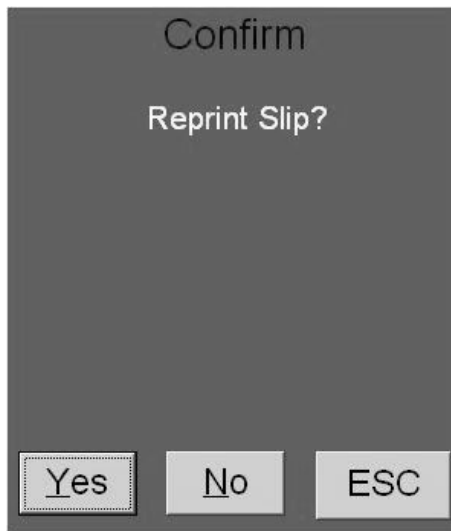 Confirm
Reprint Slip?
Yes No ESC